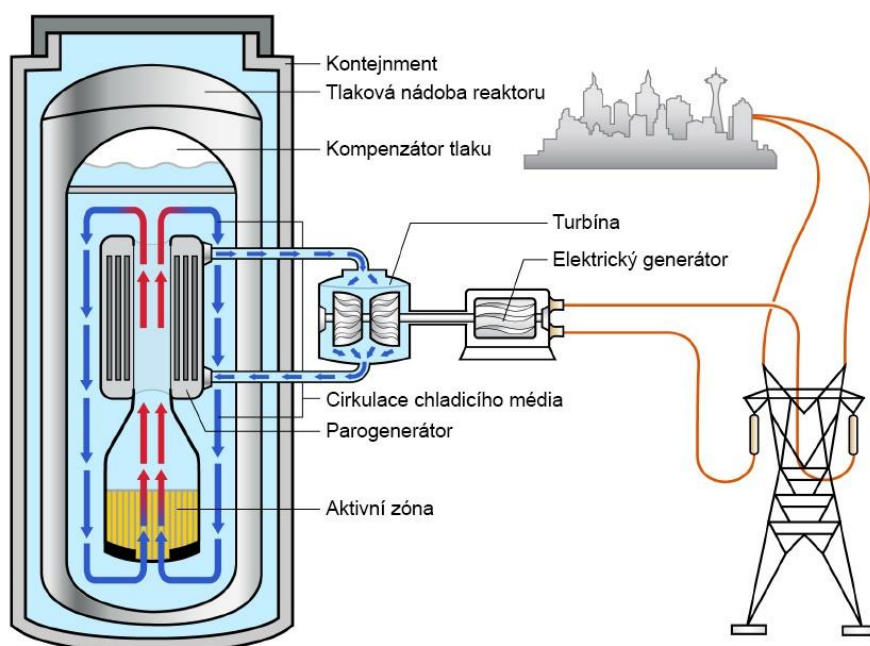 Kontejnment
Tlaková nádoba reaktoru
Kompenzátor tlaku
Turbína
Elektrický generátor
Cirkulace chladicího média
Parogenerátor
Aktivní zóna